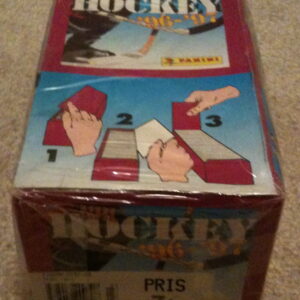 HOCKEY
'96-'97
PANINI
1 2 3
HOCKEY
'96-'97
PRIS